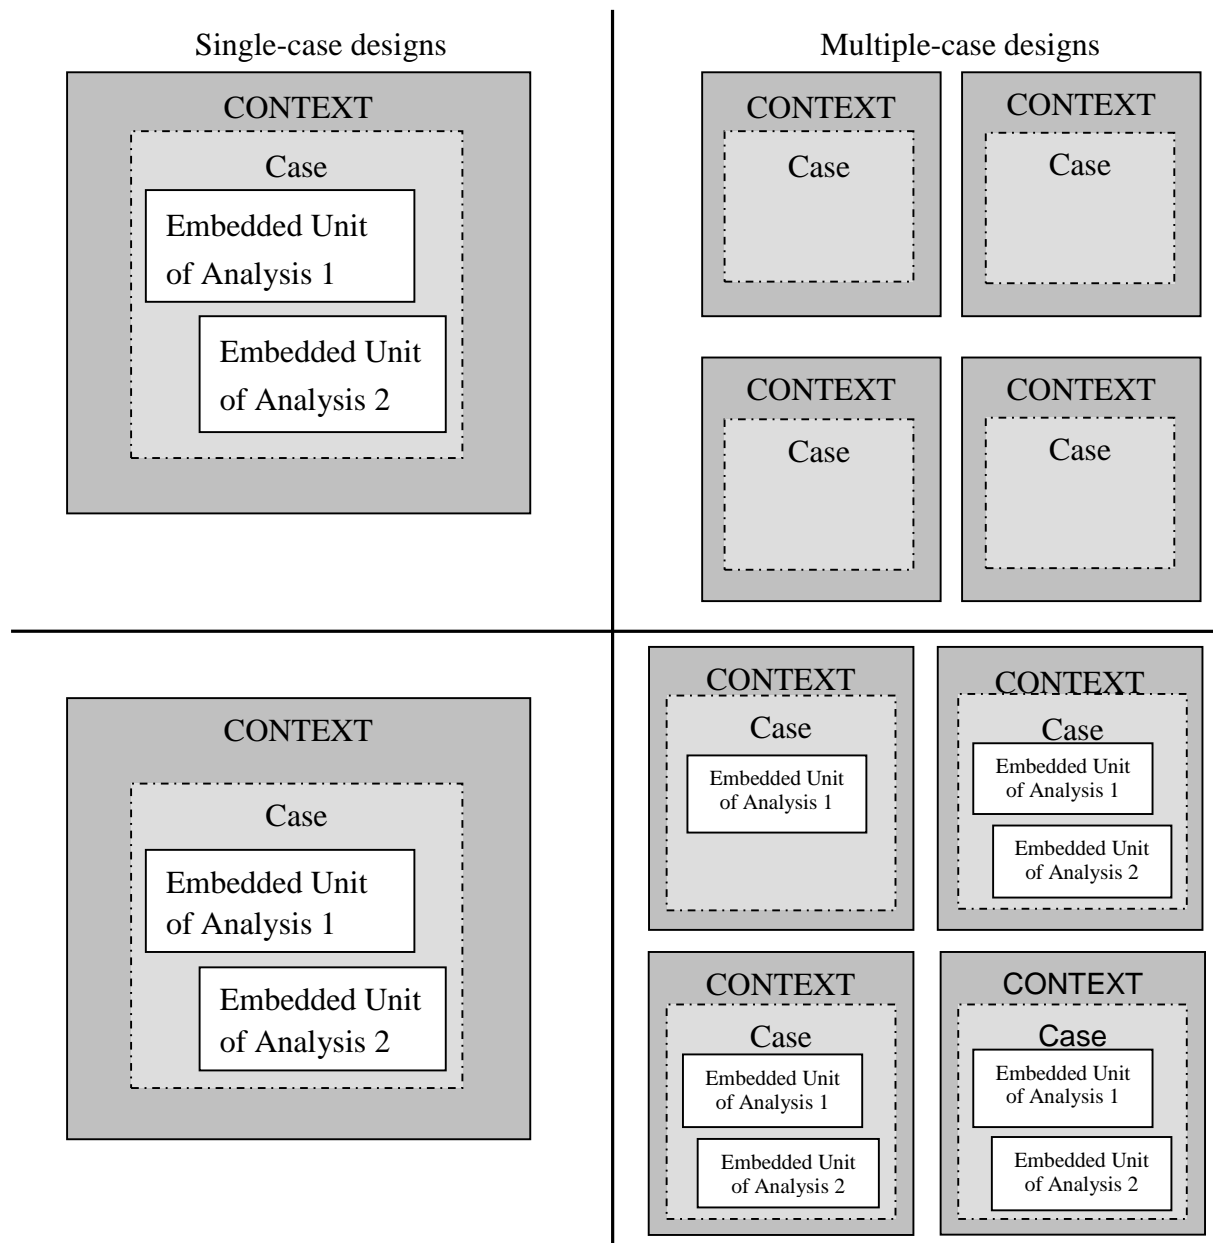 Single-case designs
CONTEXT
Case
Embedded Unit
of Analysis 1
Embedded Unit
of Analysis 2
Multiple-case designs
CONTEXT
Case
CONTEXT
Case
CONTEXT
Case
CONTEXT
Case
CONTEXT
Case
Embedded Unit
of Analysis 1
Embedded Unit
of Analysis 2
CONTEXT
Case
Embedded Unit
of Analysis 1
CONTEXT
Case
Embedded Unit
of Analysis 1
Embedded Unit
of Analysis 2
CONTEXT
Case
Embedded Unit
of Analysis 1
Embedded Unit
of Analysis 2
CONTEXT
Case
Embedded Unit
of Analysis 1
Embedded Unit
of Analysis 2